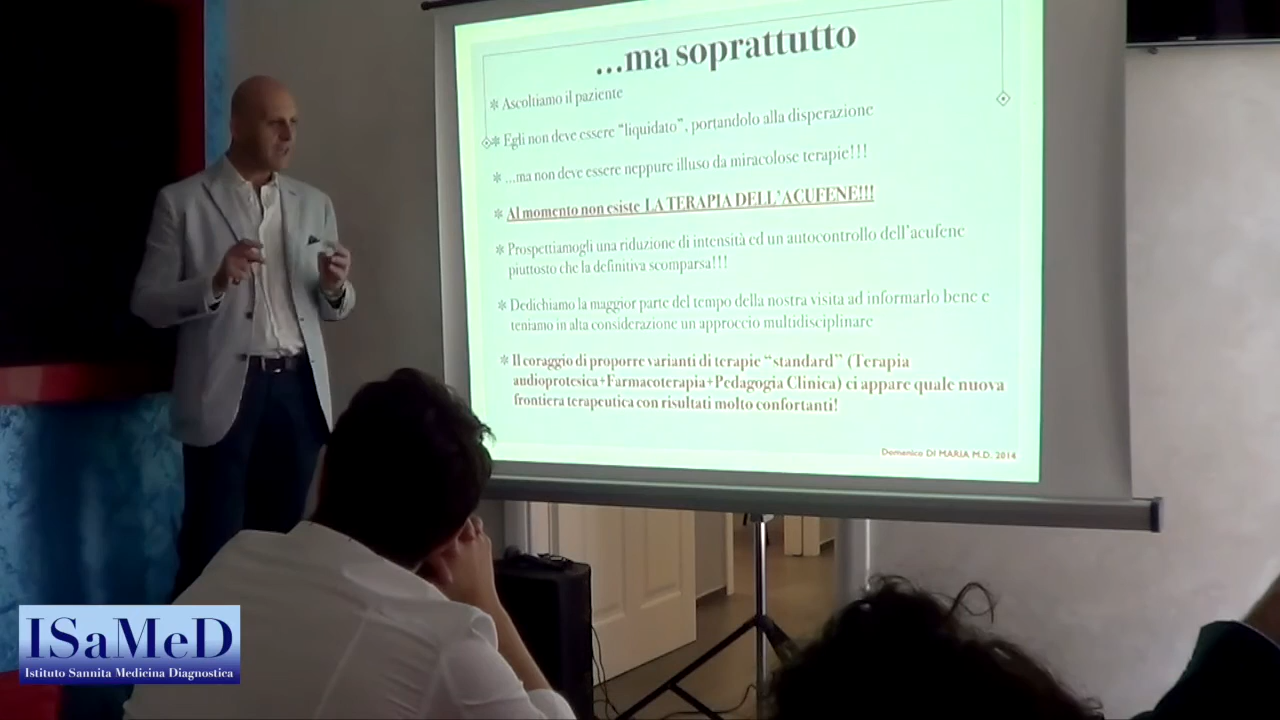 ...ma soprattutto
✻ Ascoltiamo il paziente
✻ Egli non deve essere “liquidato”, portandolo alla disperazione
✻ ...ma non deve essere neppure illuso da miracolose terapie!!!
✻ Al momento non esiste LA TERAPIA DELL’ACUFENE!!!
✻ Prospettiamogli una riduzione di intensità ed un autocontrollo dell’acufene
piuttosto che la definitiva scomparsa!!!
✻ Dedichiamo la maggior parte del tempo della nostra visita ad informarlo bene e
teniamo in alta considerazione un approccio multidisciplinare
✻ Il coraggio di proporre varianti di terapie “standard” (Terapia
audioprotesica+Farmacoterapia+Pedagogia Clinica) ci appare quale nuova
frontiera terapeutica con risultati molto confortanti!
Domenico DI MARIA M.D. 2014
ISaMeD
Istituto Sannita Medicina Diagnostica